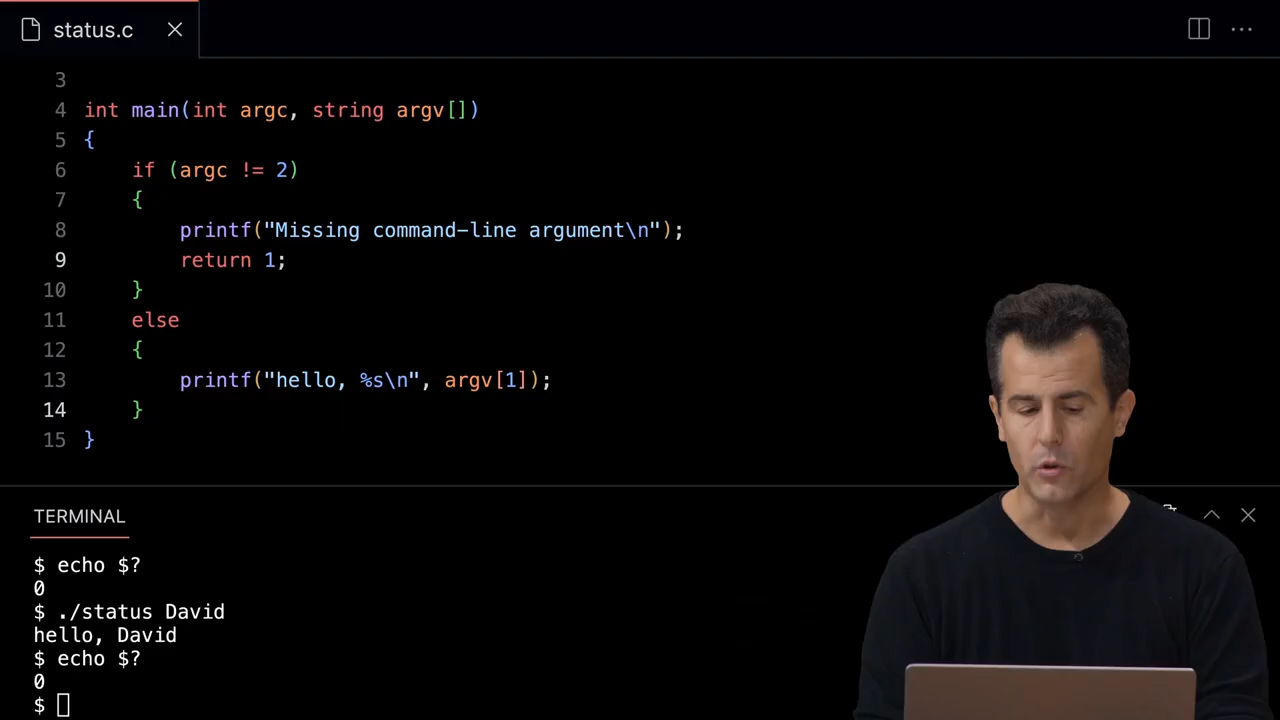 status.c
3
4 int main(int argc, string argv[])
5 {
6     if (argc != 2)
7     {
8         printf("Missing command-line argument\n");
9         return 1;
10     }
11     else
12     {
13         printf("hello, %s\n", argv[1]);
14     }
15 }
TERMINAL
$ echo $?
0
$ ./status David
hello, David
$ echo $?
0
$